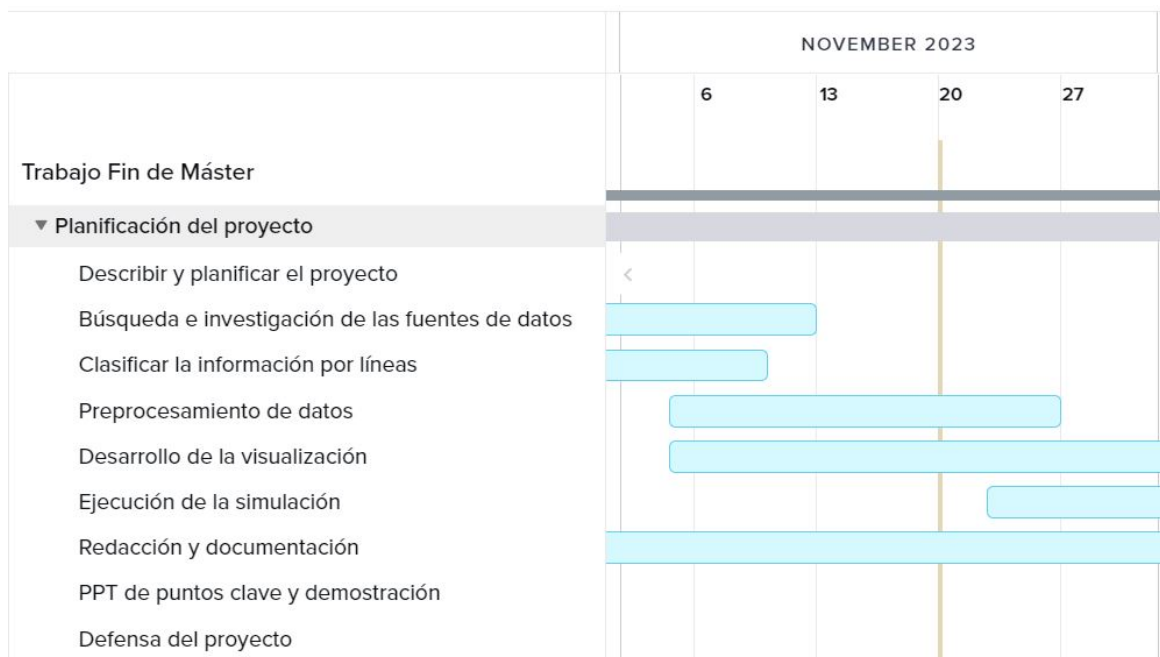 NOVEMBER 2023
6 13 20 27
Trabajo Fin de Máster
Planificación del proyecto
Describir y planificar el proyecto
Búsqueda e investigación de las fuentes de datos
Clasificar la información por líneas
Preprocesamiento de datos
Desarrollo de la visualización
Ejecución de la simulación
Redacción y documentación
PPT de puntos clave y demostración
Defensa del proyecto